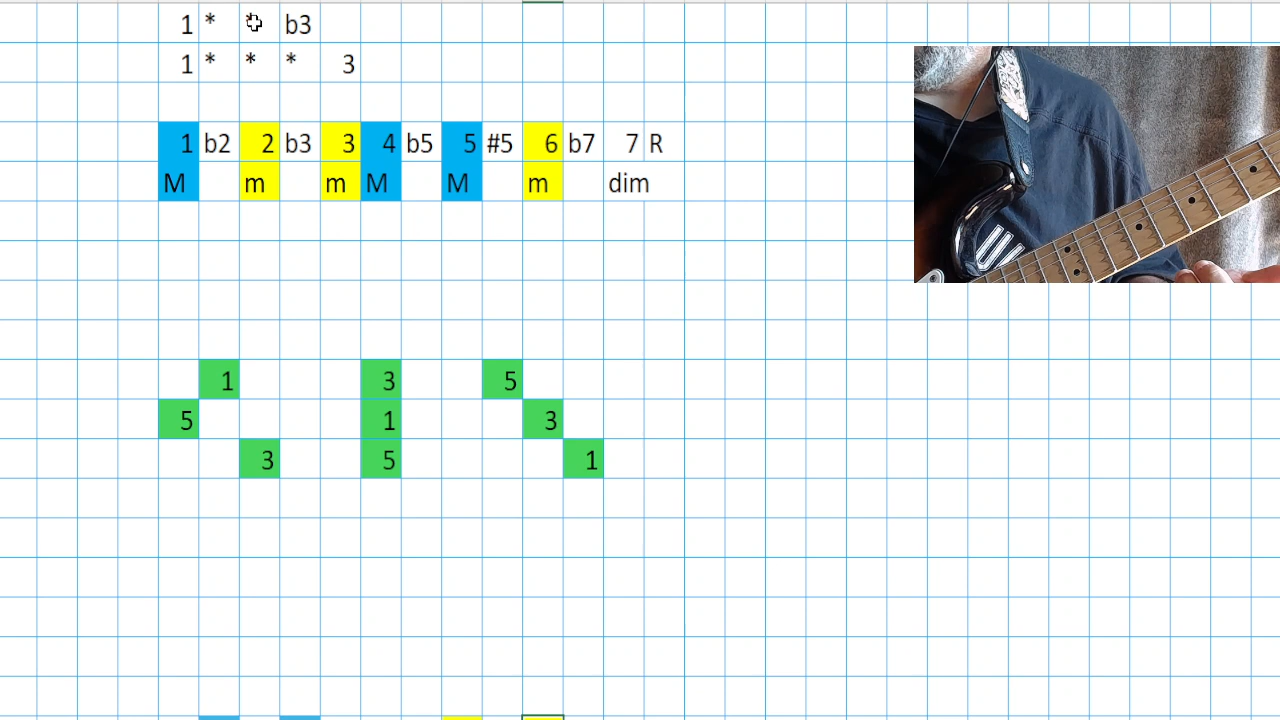 1 * * b3
1 * * * 3
1 b2 2 b3 3 4 b5 5 #5 6 b7 7 R
M m m M M m dim
1 3 5
5 1 3
3 5 1